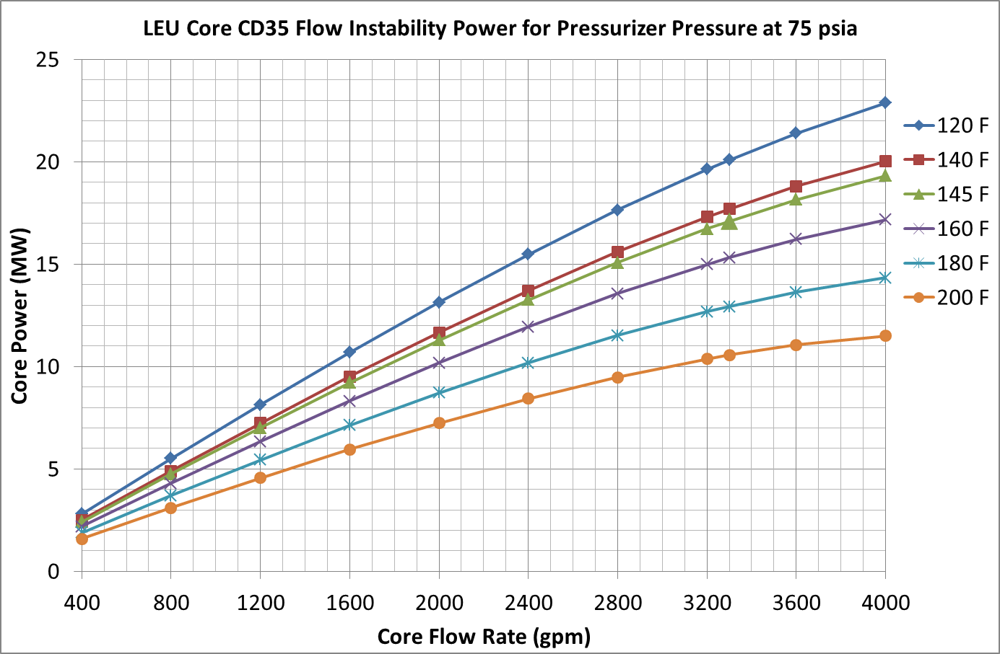 LEU Core CD35 Flow Instability Power for Pressurizer Pressure at 75 psia
25
20
15
10
5
0
Core Power (MW)
400 800 1200 1600 2000 2400 2800 3200 3600 4000
Core Flow Rate (gpm)
120 F
140 F
145 F
160 F
180 F
200 F